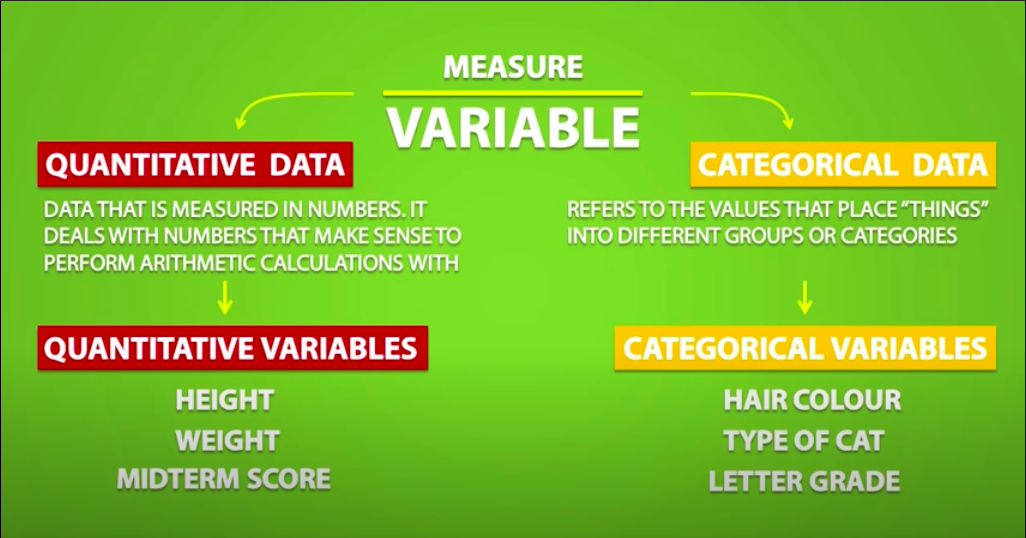 MEASURE
VARIABLE
QUANTITATIVE DATA
DATA THAT IS MEASURED IN NUMBERS. IT
DEALS WITH NUMBERS THAT MAKE SENSE TO
PERFORM ARITHMETIC CALCULATIONS WITH
QUANTITATIVE VARIABLES
HEIGHT
WEIGHT
MIDTERM SCORE
CATEGORICAL DATA
REFERS TO THE VALUES THAT PLACE “THINGS”
INTO DIFFERENT GROUPS OR CATEGORIES
CATEGORICAL VARIABLES
HAIR COLOUR
TYPE OF CAT
LETTER GRADE